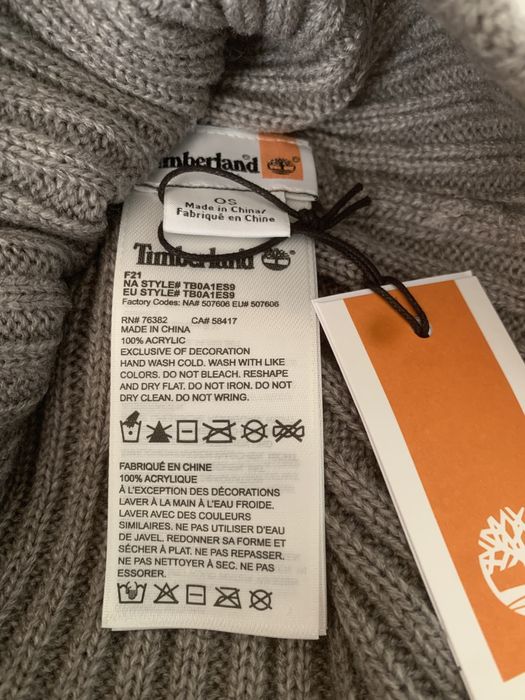 Timberland
OS
Made in China/
Fabriqué en Chine
Timberland
F21
NA STYLE# TB0A1ES9
EU STYLE# TB0A1ES9
Factory Codes: NA# 507606 EU# 507606
RN# 76382 CA# 58417
MADE IN CHINA
100% ACRYLIC
EXCLUSIVE OF DECORATION
HAND WASH COLD. WASH WITH LIKE
COLORS. DO NOT BLEACH. RESHAPE
AND DRY FLAT. DO NOT IRON. DO NOT
DRY CLEAN. DO NOT WRING.
FABRIQUÉ EN CHINE
100% ACRYLIQUE
À L'EXCEPTION DES DÉCORATIONS
LAVER À LA MAIN À L'EAU FROIDE.
LAVER AVEC DES COULEURS
SIMILAIRES. NE PAS UTILISER D'EAU
DE JAVEL. REDONNER SA FORME ET
SÉCHER À PLAT. NE PAS REPASSER.
NE PAS NETTOYER À SEC. NE PAS
ESSORER.